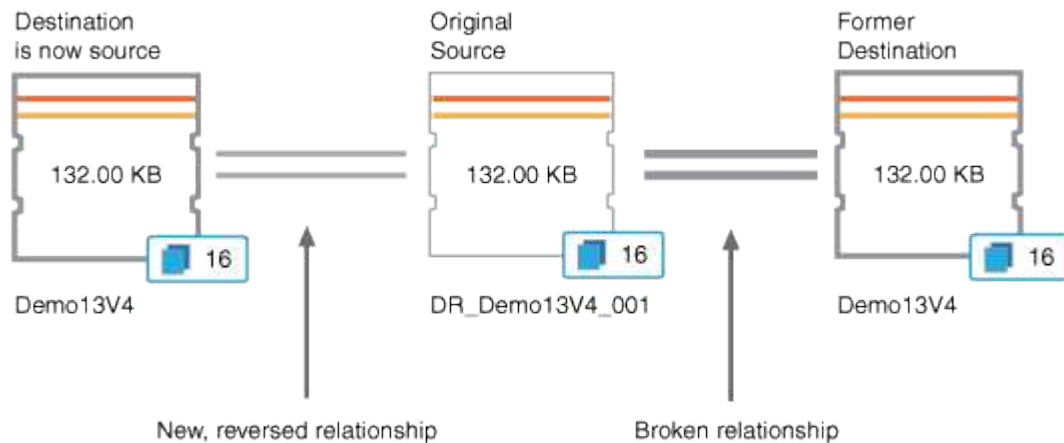 Destination
is now source
Original
Source
Former
Destination
132.00 KB
132.00 KB
132.00 KB
16
16
16
Demo13V4
DR_Demo13V4_001
Demo13V4
New, reversed relationship
Broken relationship